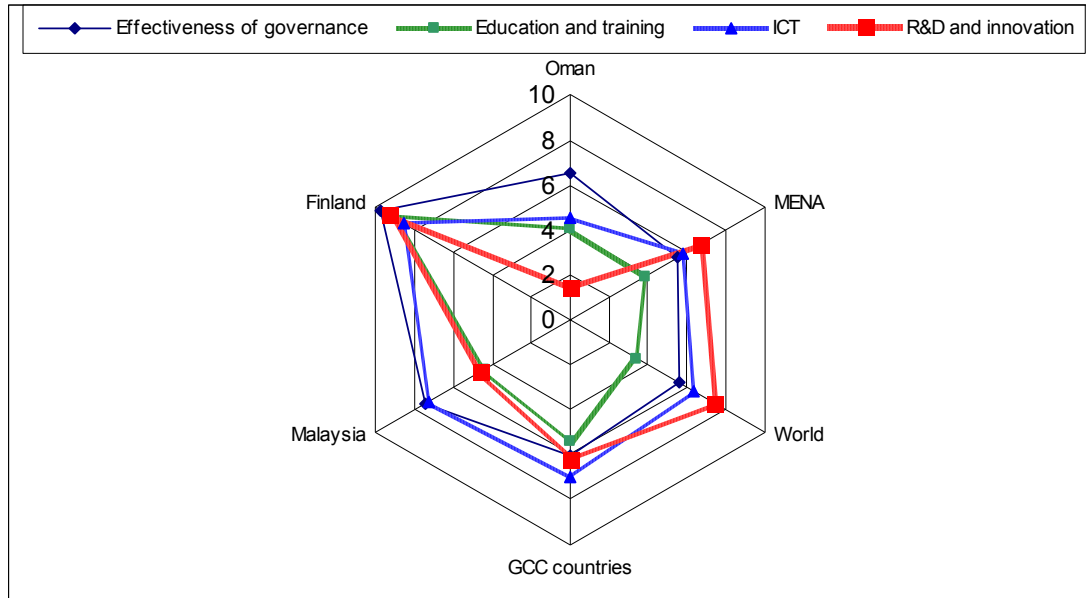 Effectiveness of governance Education and training ICT R&D and innovation
Oman
10
8
MENA
6
Finland
4
2
0
Malaysia
World
GCC countries